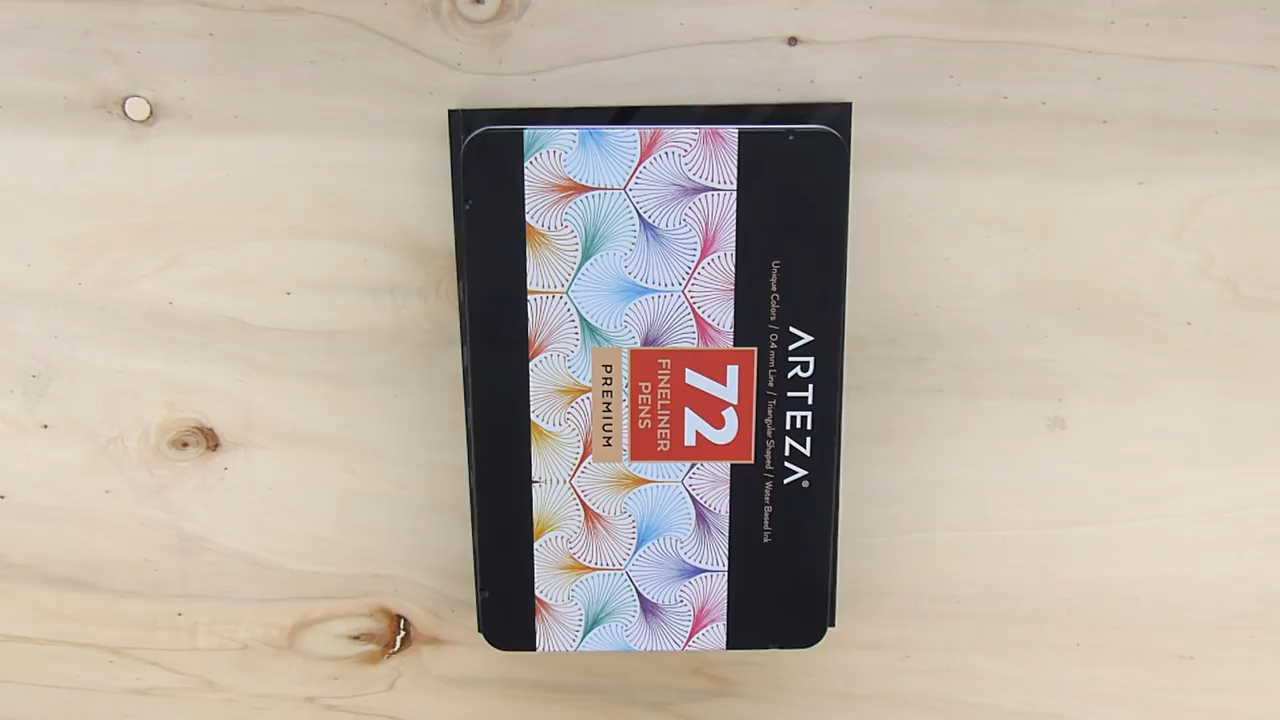 ARTEZA®
Unique Colors / 0.4 mm Line / Triangular Shaped / Water Based Ink
72
FINELINER
PENS
PREMIUM